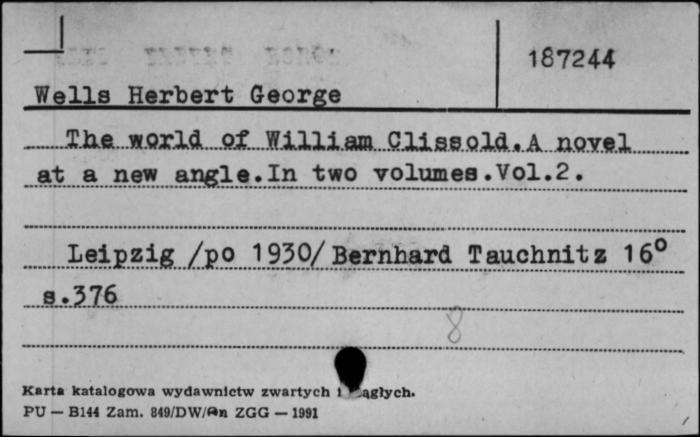 187244
Wells Herbert George
The world of William Clissold.A novel
at a new angle.In two volumes.Vol.2.
Leipzig /po 1930/ Bernhard Tauchnitz 16°
s.376
8
Karta katalogowa wydawnictw zwartych i
PU — B144 Zam. 849/DW/An ZGG — 1991